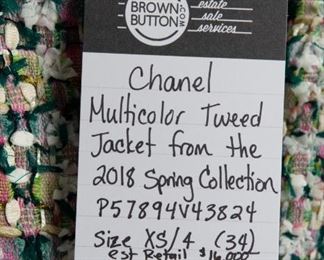 BROWN
BUTTON
.COM
estate
sale
services
Chanel
Multicolor Tweed
Jacket from the
2018 Spring Collection
P57894V43824
Size XS/4 (34)
est Retail $16,000